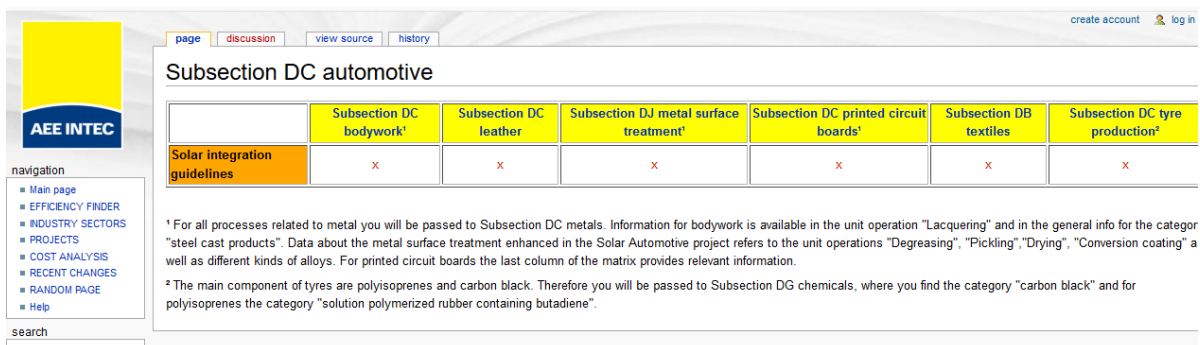 create account log in
page discussion view source history
Subsection DC automotive
Subsection DC bodywork¹ Subsection DC leather Subsection DJ metal surface treatment¹ Subsection DC printed circuit boards¹ Subsection DB textiles Subsection DC tyre production²
Solar integration guidelines x x x x x x
¹ For all processes related to metal you will be passed to Subsection DC metals. Information for bodywork is available in the unit operation "Lacquering" and in the general info for the categor
"steel cast products". Data about the metal surface treatment enhanced in the Solar Automotive project refers to the unit operations "Degreasing", "Pickling","Drying", "Conversion coating" a
well as different kinds of alloys. For printed circuit boards the last column of the matrix provides relevant information.
² The main component of tyres are polyisoprenes and carbon black. Therefore you will be passed to Subsection DG chemicals, where you find the category "carbon black" and for
polyisoprenes the category "solution polymerized rubber containing butadiene".
AEE INTEC
navigation
Main page
EFFICIENCY FINDER
INDUSTRY SECTORS
PROJECTS
COST ANALYSIS
RECENT CHANGES
RANDOM PAGE
Help
search